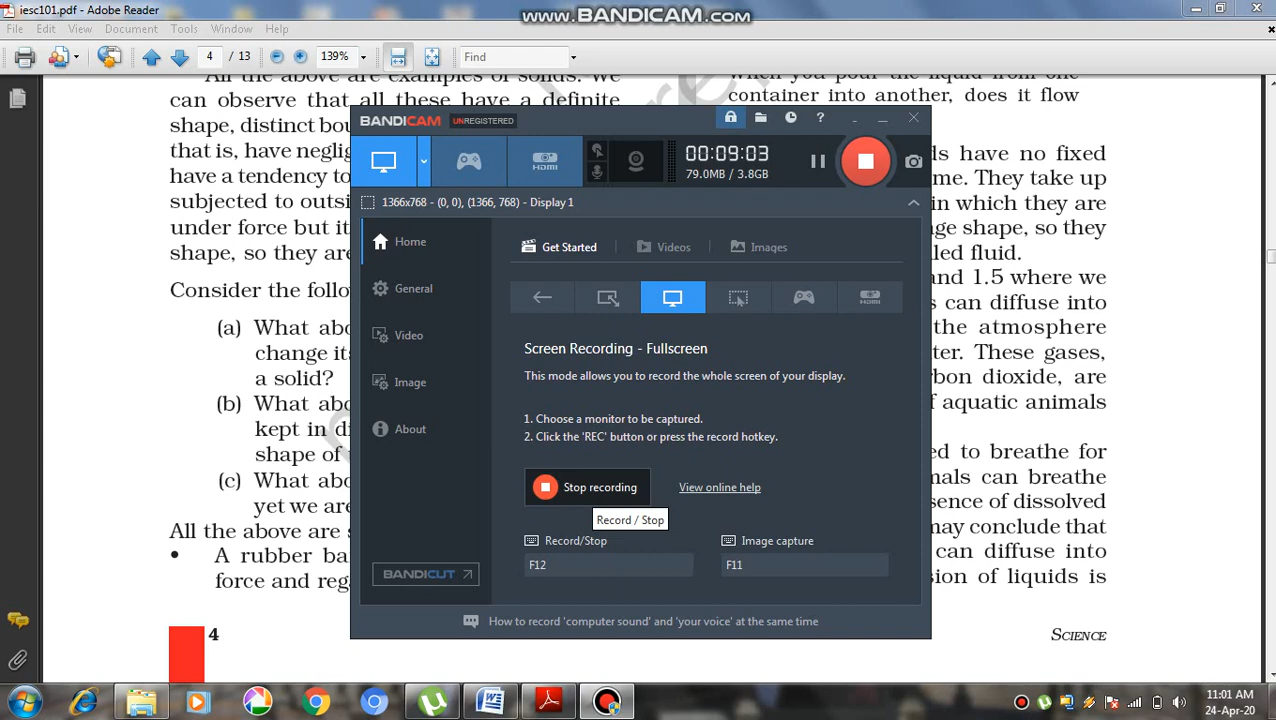 iesc101.pdf - Adobe Reader
www.BANDICAM.com
File Edit View Document Tools Window Help
4 / 13 139% Find
All the above are examples of solids. We
can observe that all these have a definite
shape, distinct bou
that is, have neglig
have a tendency to
subjected to outsi
under force but it
shape, so they are
Consider the follo
(a) What abo
change its
a solid?
(b) What abo
kept in di
shape of
(c) What abo
yet we are
All the above are s
• A rubber ba
force and reg
4
when you pour the liquid from one
container into another, does it flow
ds have no fixed
me. They take up
in which they are
nge shape, so they
lled fluid.
and 1.5 where we
s can diffuse into
the atmosphere
ter. These gases,
rbon dioxide, are
f aquatic animals
ed to breathe for
mals can breathe
sence of dissolved
may conclude that
can diffuse into
sion of liquids is
SCIENCE
BANDICAM UNREGISTERED
HDMI
00:09:03
79.0MB / 3.8GB
1366x768 - (0, 0), (1366, 768) - Display 1
Home
General
Video
Image
About
BANDICUT
Get Started Videos Images
HDMI
Screen Recording - Fullscreen
This mode allows you to record the whole screen of your display.
1. Choose a monitor to be captured.
2. Click the 'REC' button or press the record hotkey.
Stop recording View online help
Record / Stop
Record/Stop Image capture
F12 F11
How to record 'computer sound' and 'your voice' at the same time
11:01 AM
24-Apr-20